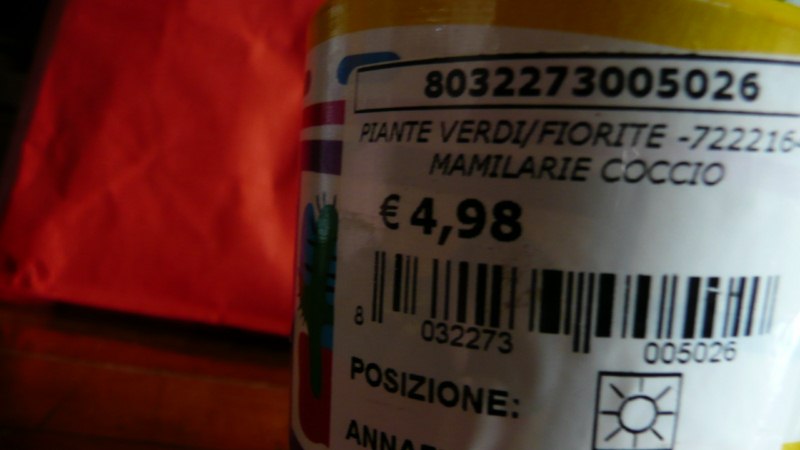 8032273005026
PIANTE VERDI/FIORITE -722216
MAMILARIE COCCIO
€ 4,98
8 032273 005026
POSIZIONE: